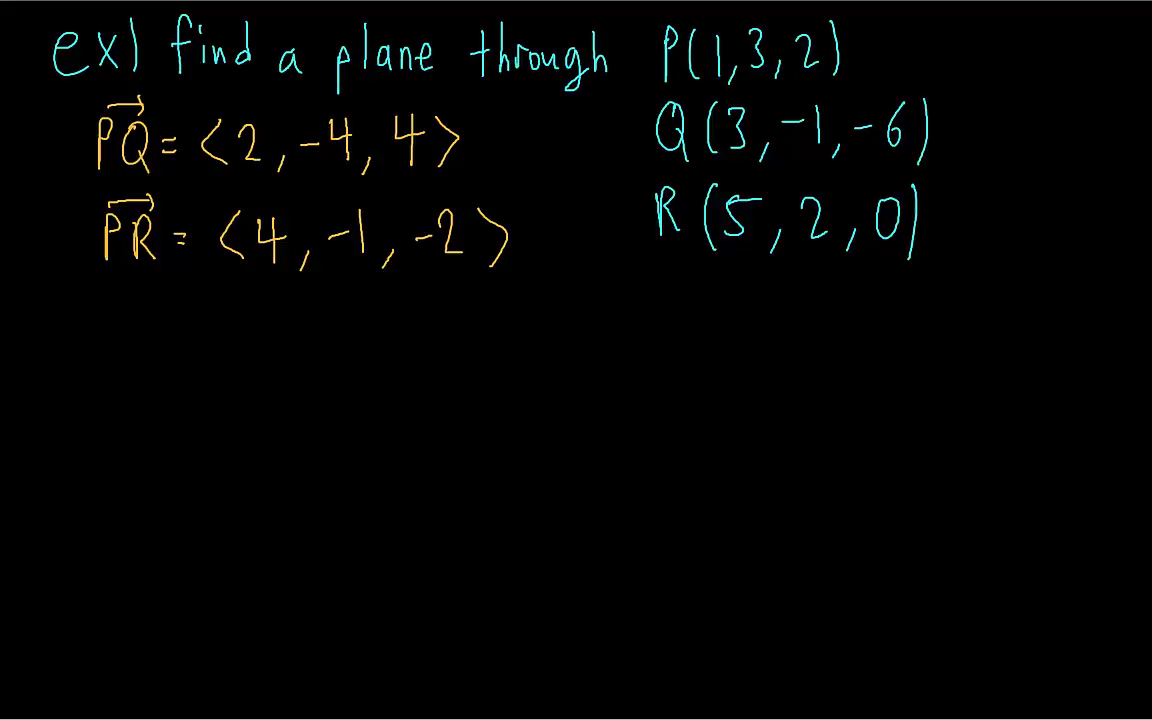 ex) find a plane through P(1,3,2)
PQ = <2, -4, 4> Q(3,-1,-6)
PR = <4, -1, -2> R(5,2,0)